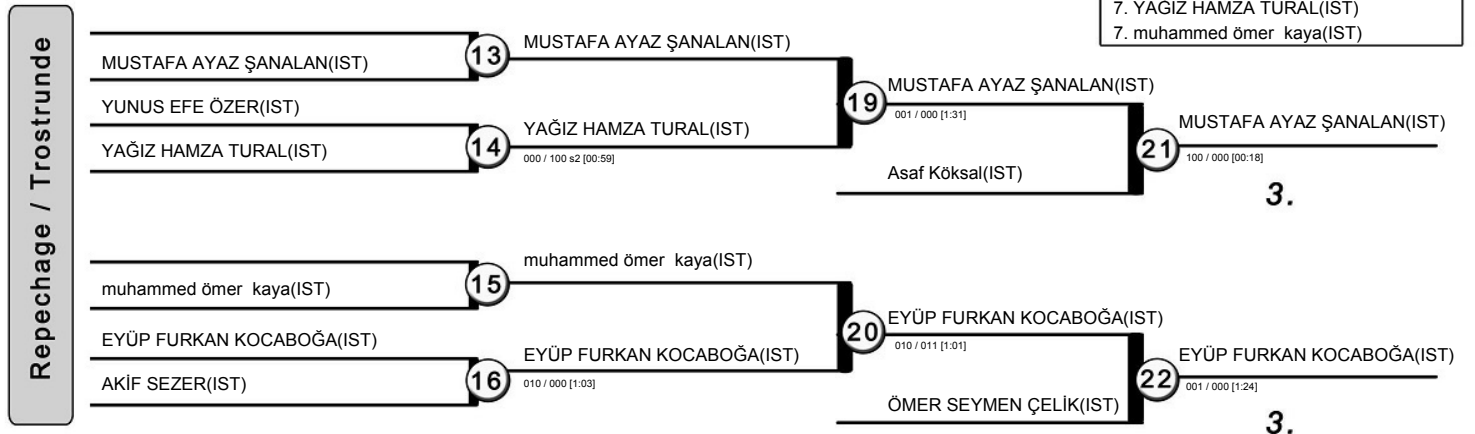 7. YAĞIZ HAMZA TURAL(IST)
7. muhammed ömer kaya(IST)
Repechage / Trostrunde
MUSTAFA AYAZ ŞANALAN(IST)
13
MUSTAFA AYAZ ŞANALAN(IST)
YUNUS EFE ÖZER(IST)
YAĞIZ HAMZA TURAL(IST)
14
YAĞIZ HAMZA TURAL(IST)
000 / 100 s2 [00:59]
19
MUSTAFA AYAZ ŞANALAN(IST)
001 / 000 [1:31]
Asaf Köksal(IST)
21
MUSTAFA AYAZ ŞANALAN(IST)
100 / 000 [00:18]
3.
muhammed ömer kaya(IST)
15
muhammed ömer kaya(IST)
EYÜP FURKAN KOCABOĞA(IST)
AKİF SEZER(IST)
16
EYÜP FURKAN KOCABOĞA(IST)
010 / 000 [1:03]
20
EYÜP FURKAN KOCABOĞA(IST)
010 / 011 [1:01]
ÖMER SEYMEN ÇELİK(IST)
22
EYÜP FURKAN KOCABOĞA(IST)
001 / 000 [1:24]
3.